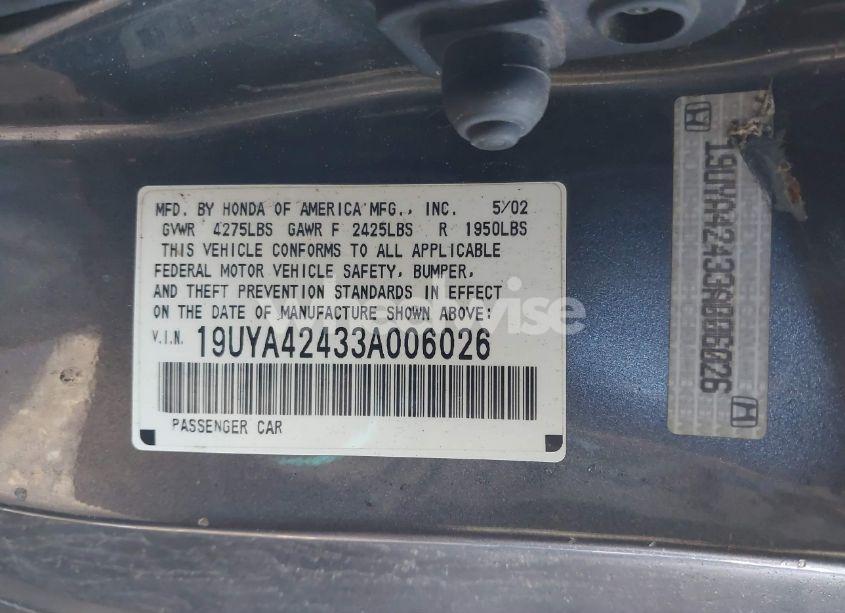 MFD. BY HONDA OF AMERICA MFG., INC. 5/02
GVWR 4275LBS GAWR F 2425LBS R 1950LBS
THIS VEHICLE CONFORMS TO ALL APPLICABLE
FEDERAL MOTOR VEHICLE SAFETY, BUMPER,
AND THEFT PREVENTION STANDARDS IN EFFECT
ON THE DATE OF MANUFACTURE SHOWN ABOVE:
V.I.N. 19UYA42433A006026
PASSENGER CAR
19UYA42433A006026